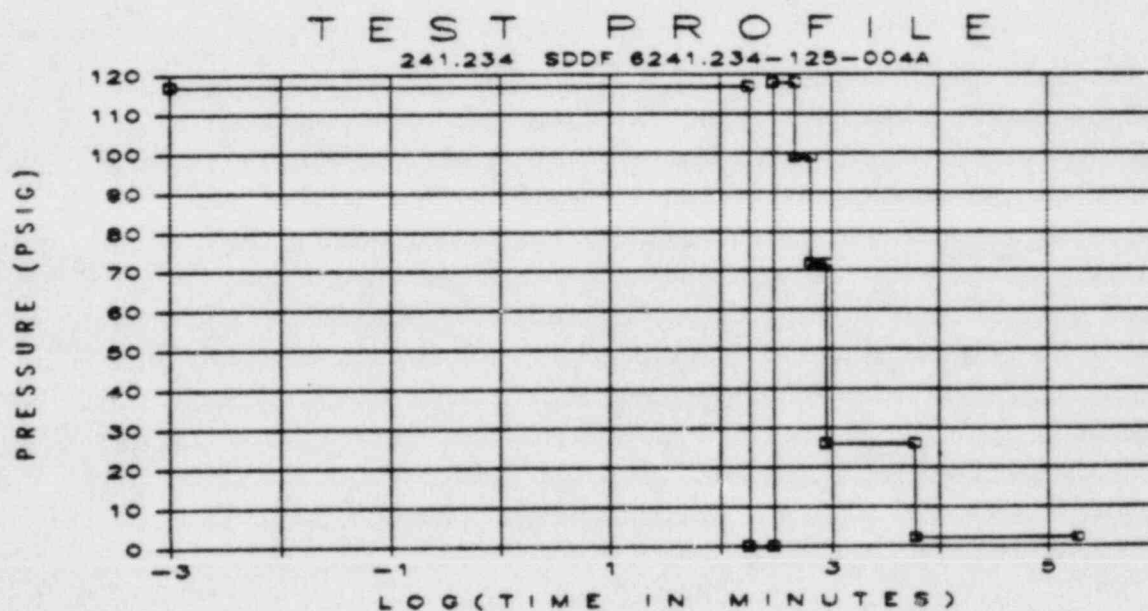 TEST PROFILE
241.234 SDDF 6241.234-125-004A
PRESSURE (PSIG)
120
110
100
90
80
70
60
50
40
30
20
10
0
-3 -1 1 3 5
LOG(TIME IN MINUTES)